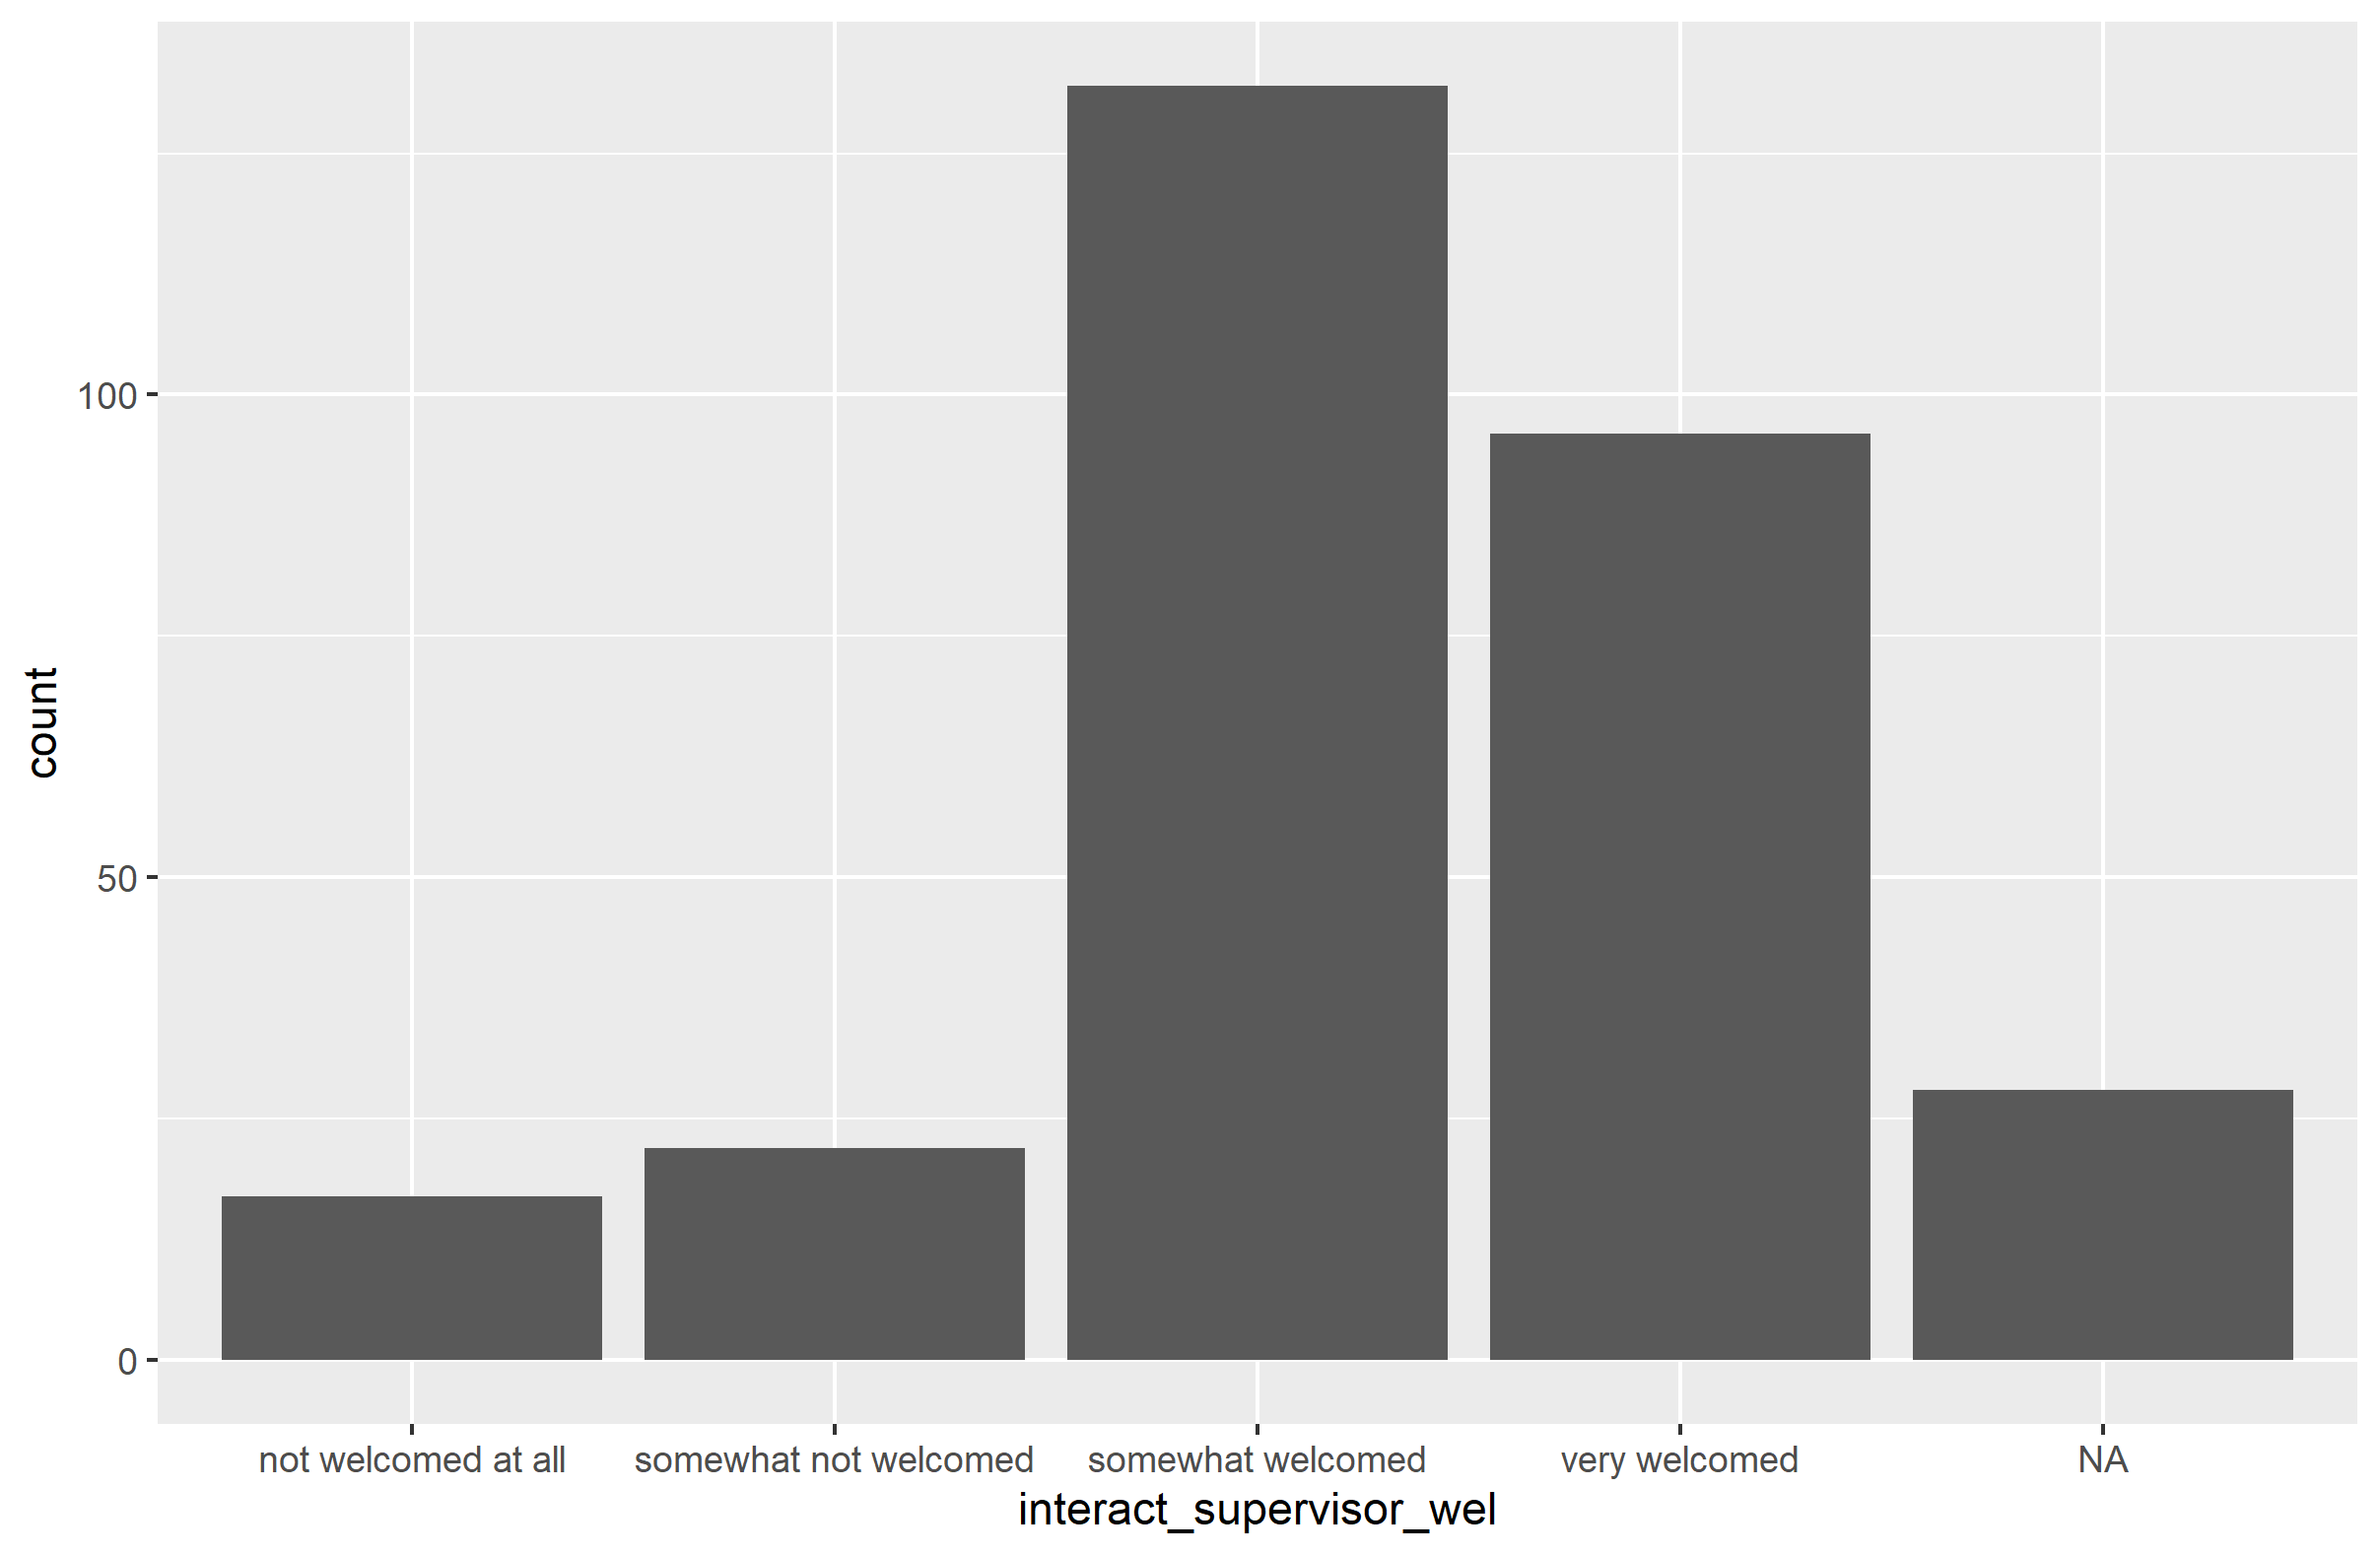 count
100
50
0
not welcomed at all
somewhat not welcomed
somewhat welcomed
very welcomed
NA
interact_supervisor_wel